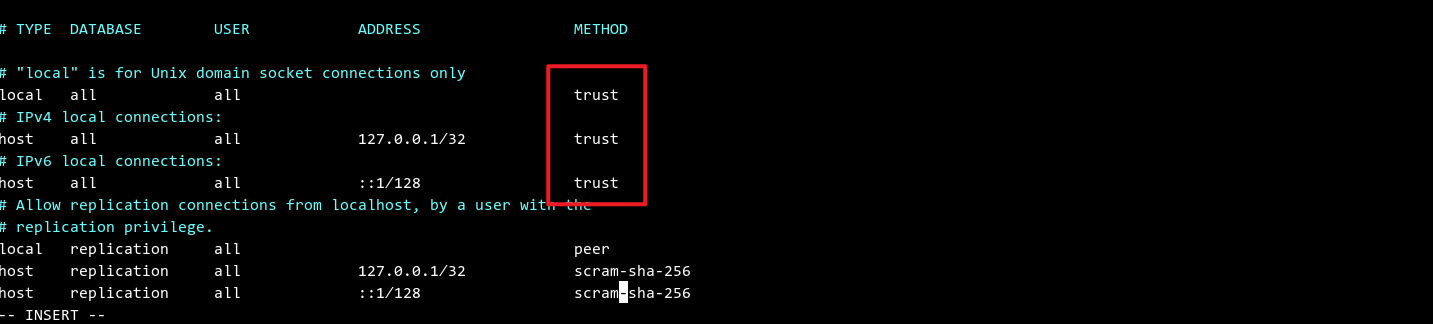 # TYPE  DATABASE        USER            ADDRESS                 METHOD
# "local" is for Unix domain socket connections only
local   all             all                                     trust
# IPv4 local connections:
host    all             all             127.0.0.1/32            trust
# IPv6 local connections:
host    all             all             ::1/128                 trust
# Allow replication connections from localhost, by a user with the
# replication privilege.
local   replication     all                                     peer
host    replication     all             127.0.0.1/32            scram-sha-256
host    replication     all             ::1/128                 scram-sha-256
-- INSERT --